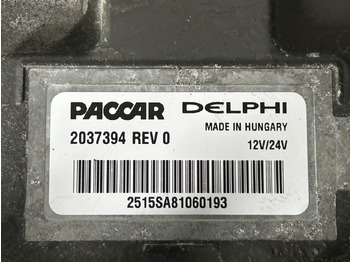 PACCAR DELPHI
2037394 REV 0
MADE IN HUNGARY
12V/24V
2515SA81060193